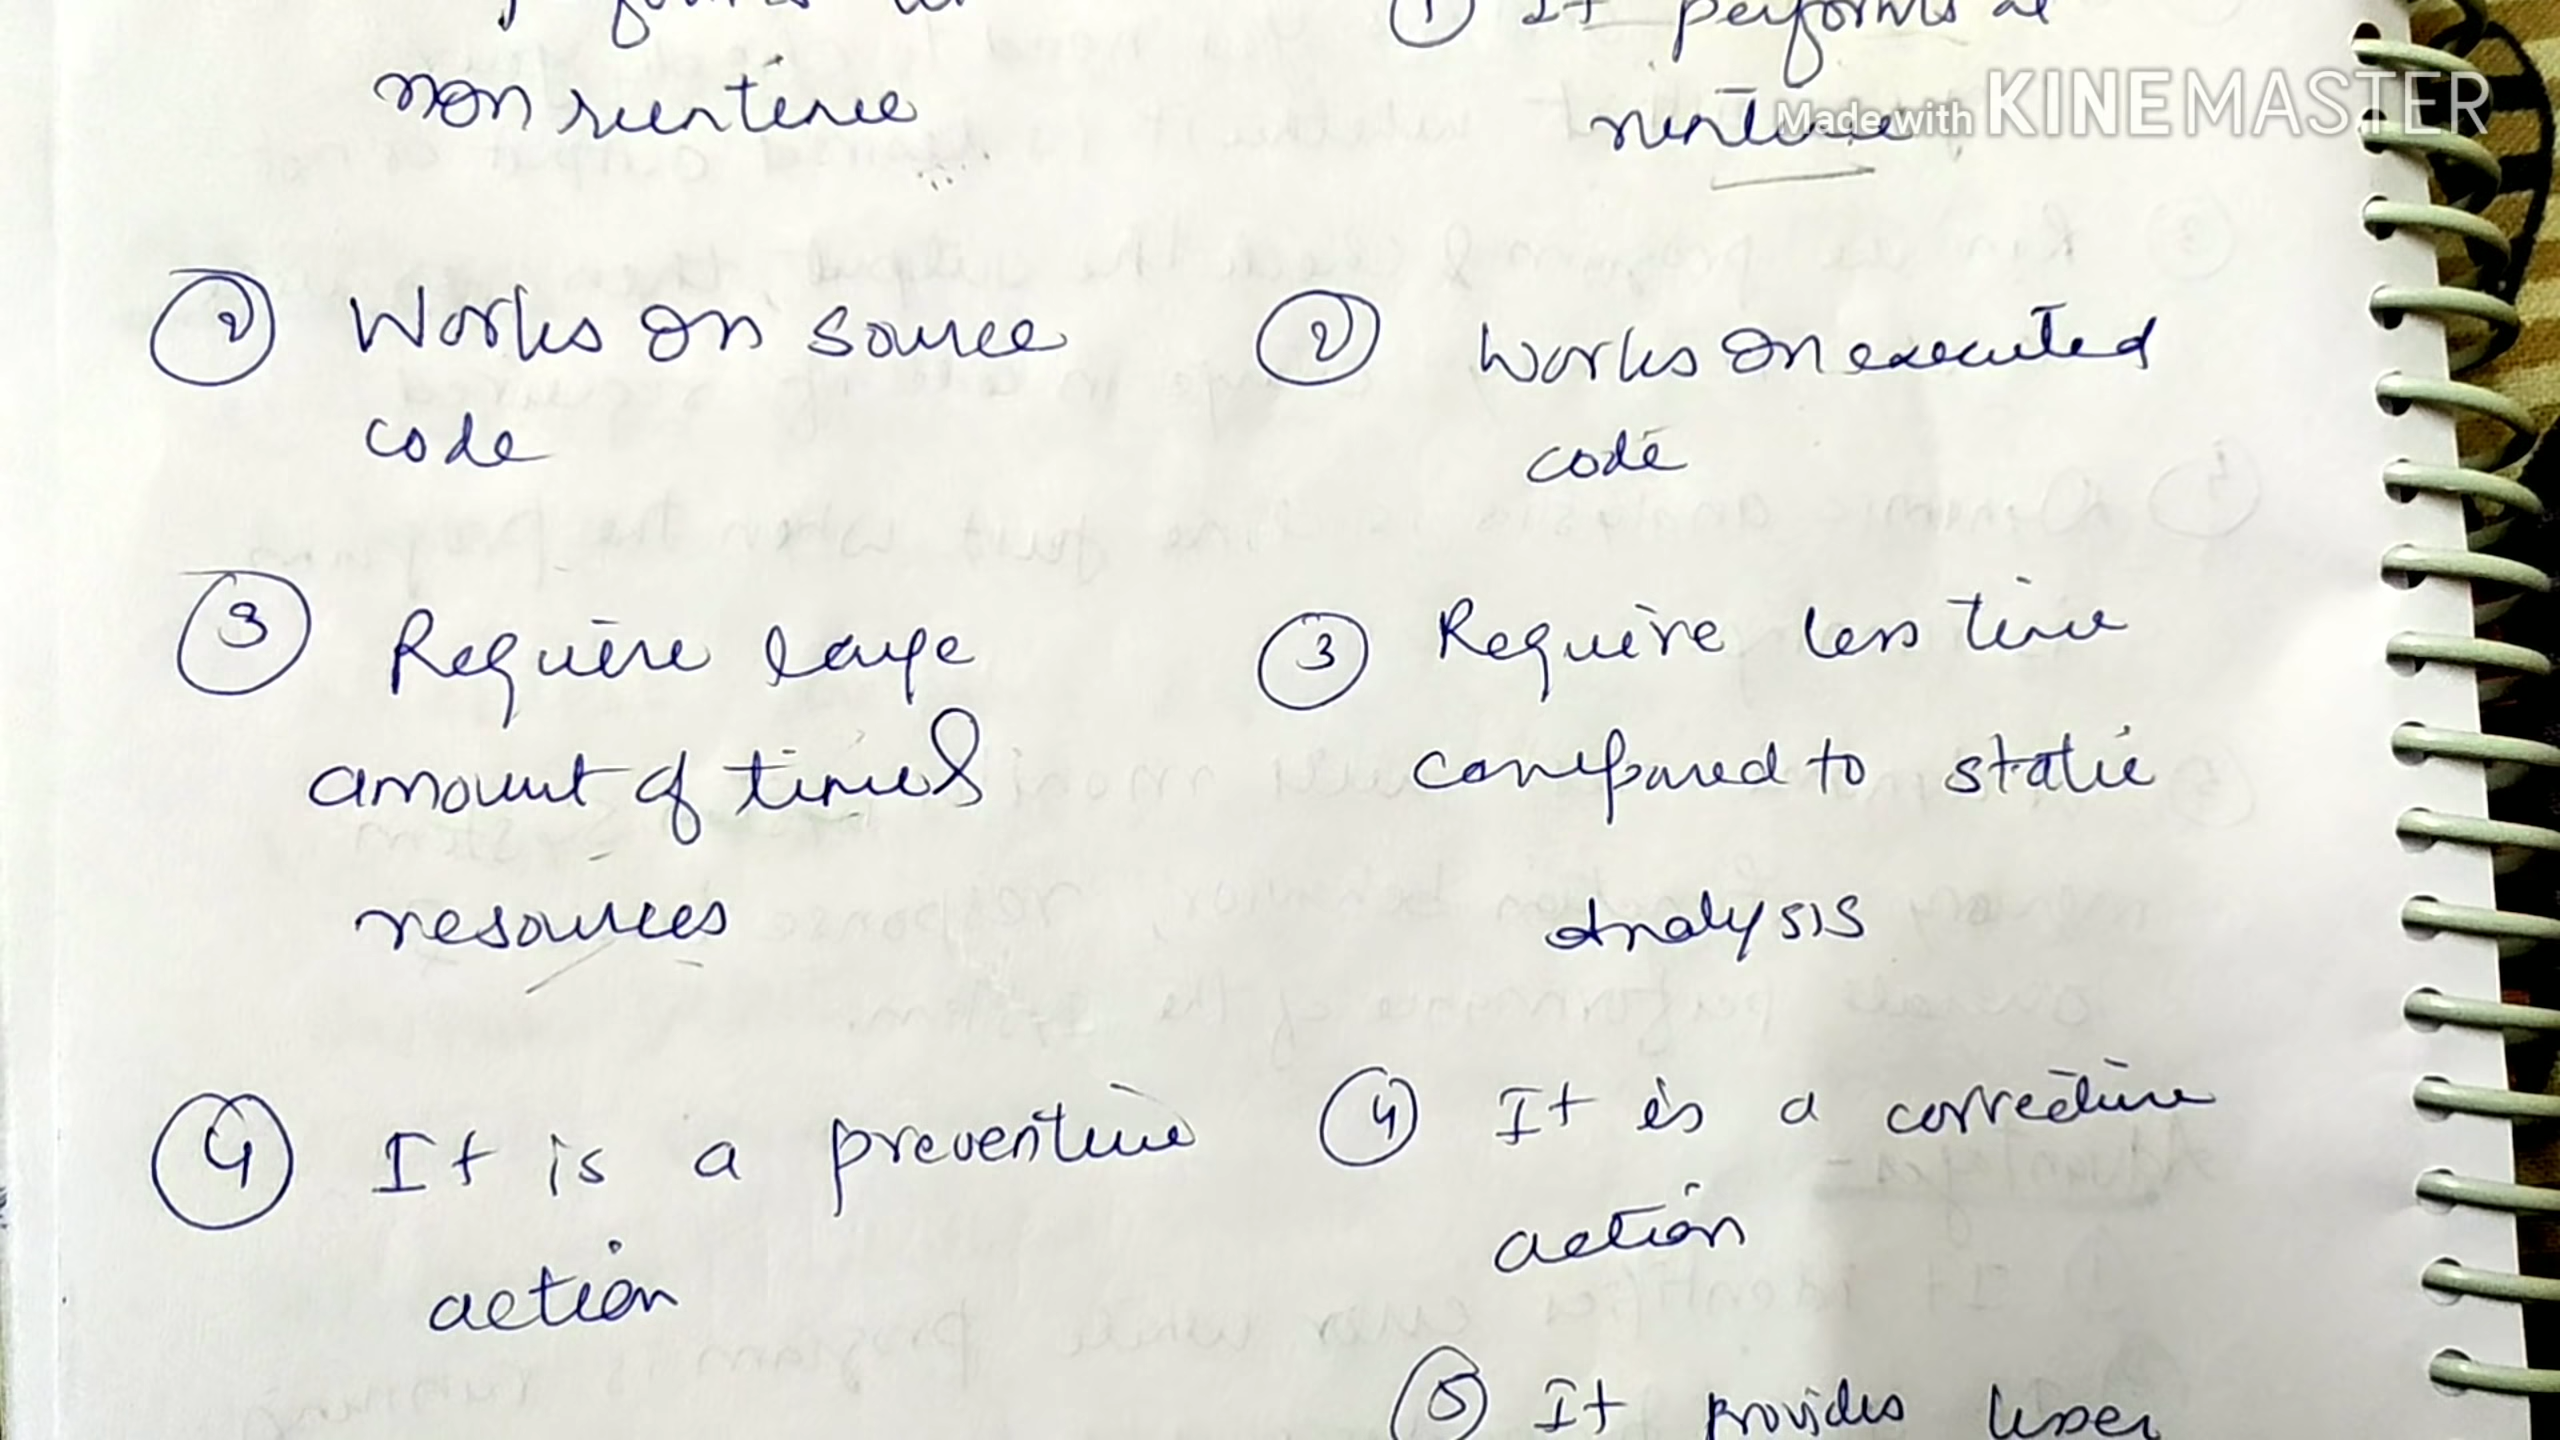 non runtime
② Works on source
code
③ Require large
amount of time &
resources
④ It is a preventive
action
① It performs at
runtime
② Works on executed
code
③ Require less time
compared to static
Analysis
④ It is a corrective
action
⑤ It provides
Made with KINEMASTER